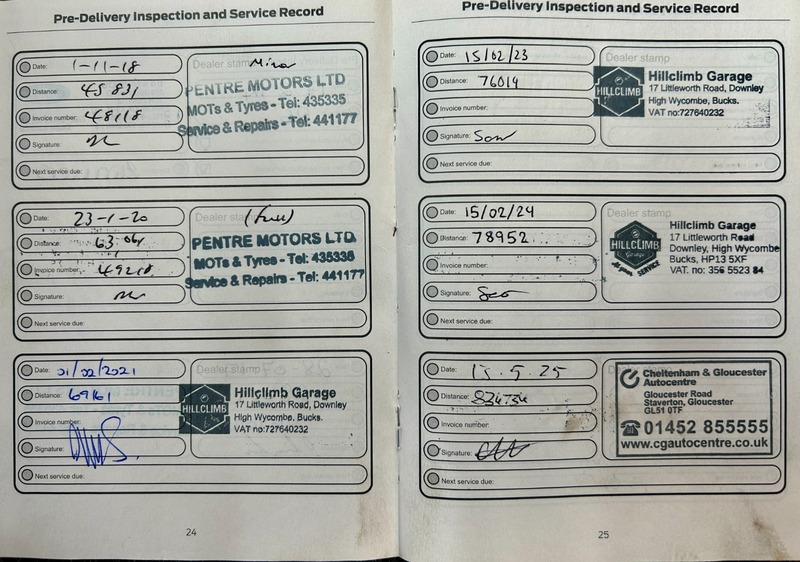 Pre-Delivery Inspection and Service Record
Date: 1-11-18
Distance: 45 831
Invoice number: 48118
Signature:
Next service due:
Dealer stamp
PENTRE MOTORS LTD
MOTs & Tyres - Tel: 435335
Service & Repairs - Tel: 441177
Date: 23-1-20
Distance:
Invoice number: 49218
Signature:
Next service due:
Dealer stamp (Full)
PENTRE MOTORS LTD
MOTs & Tyres - Tel: 435335
Service & Repairs - Tel: 441177
Date: 01/02/2021
Distance: 69161
Invoice number:
Signature:
Next service due:
Dealer stamp
HILLCLIMB
Hillclimb Garage
17 Littleworth Road, Downley
High Wycombe, Bucks.
VAT no:727640232
24
Pre-Delivery Inspection and Service Record
Date: 15/02/23
Distance: 76014
Invoice number:
Signature:
Next service due:
Dealer stamp
HILLCLIMB
Hillclimb Garage
17 Littleworth Road, Downley
High Wycombe, Bucks.
VAT no:727640232
Date: 15/02/24
Distance: 78952
Invoice number:
Signature:
Next service due:
Dealer stamp
HILLCLIMB
Garage
SERVICE
Hillclimb Garage
17 Littleworth Road
Downley, High Wycombe
Bucks, HP13 5XF
VAT. no: 356 5523 84
Date: 15.5.25
Distance:
Invoice number:
Signature:
Next service due:
Cheltenham & Gloucester
Autocentre
Gloucester Road
Staverton, Gloucester
GL51 0TF
01452 855555
www.cgautocentre.co.uk
25